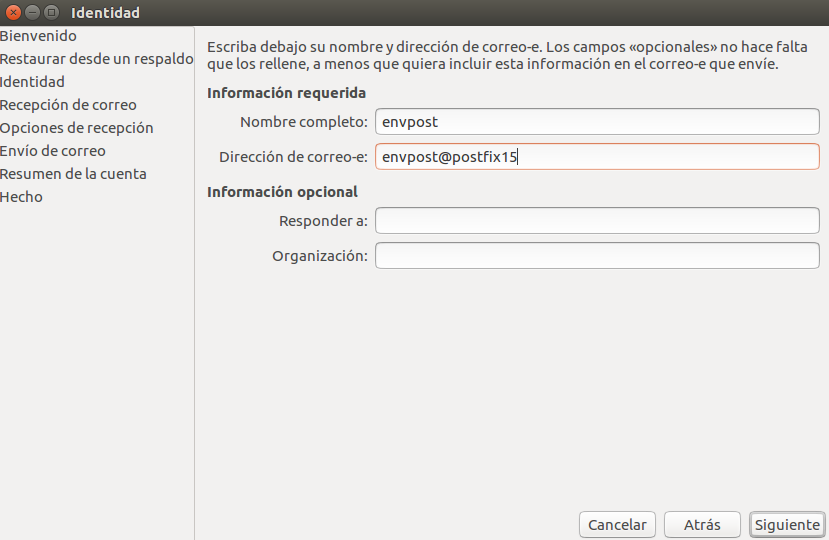 Identidad
Bienvenido
Restaurar desde un respaldo
Identidad
Recepción de correo
Opciones de recepción
Envío de correo
Resumen de la cuenta
Hecho
Escriba debajo su nombre y dirección de correo-e. Los campos «opcionales» no hace falta
que los rellene, a menos que quiera incluir esta información en el correo-e que envíe.
Información requerida
Nombre completo: envpost
Dirección de correo-e: envpost@postfix15
Información opcional
Responder a:
Organización:
Cancelar Atrás Siguiente